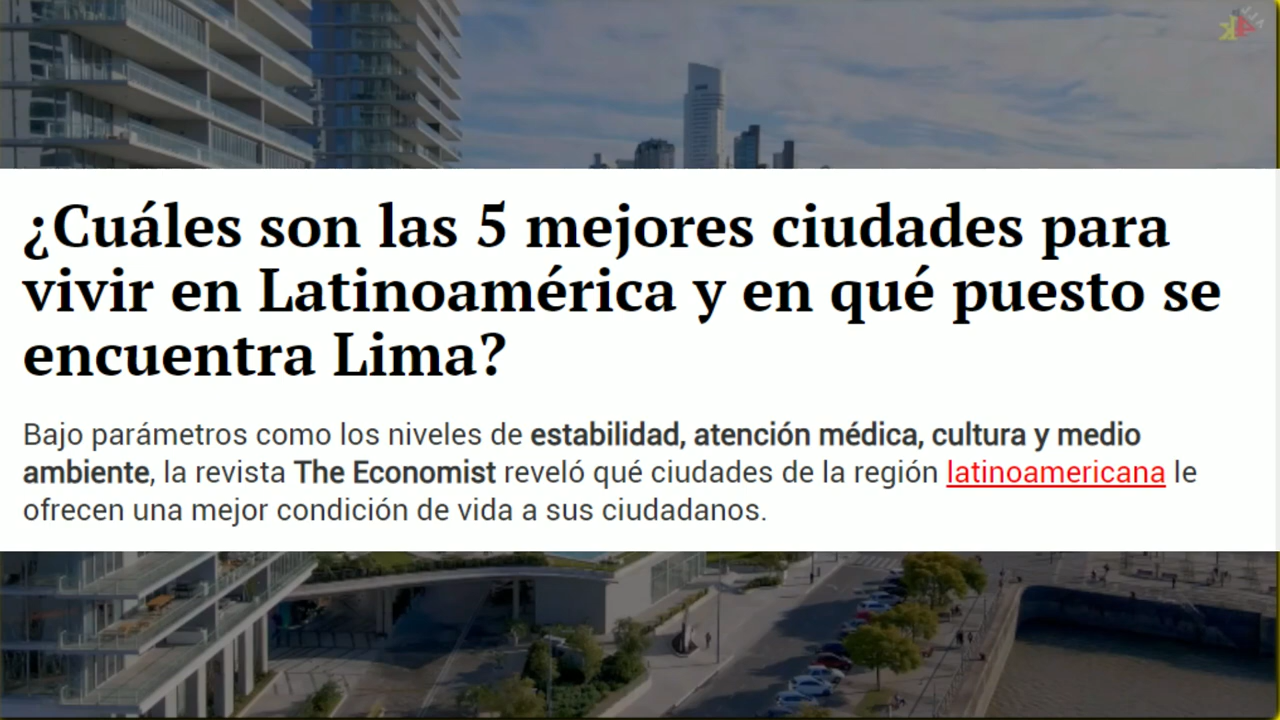 ¿Cuáles son las 5 mejores ciudades para
vivir en Latinoamérica y en qué puesto se
encuentra Lima?
Bajo parámetros como los niveles de estabilidad, atención médica, cultura y medio
ambiente, la revista The Economist reveló qué ciudades de la región latinoamericana le
ofrecen una mejor condición de vida a sus ciudadanos.